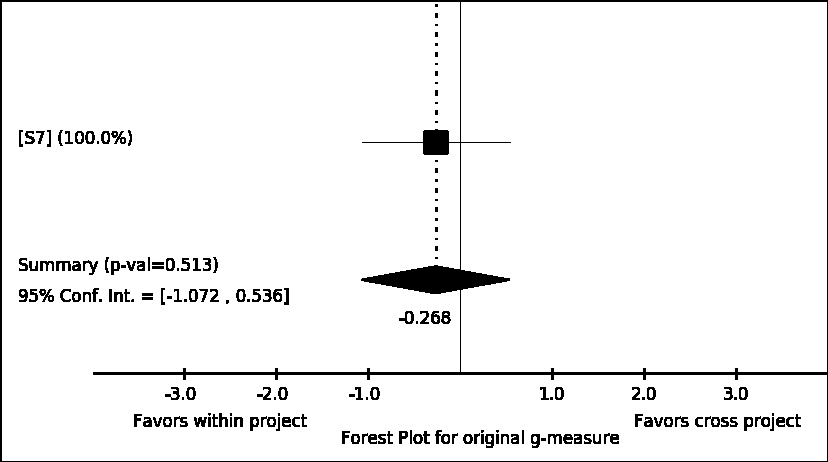 [S7] (100.0%)
Summary (p-val=0.513)
95% Conf. Int. = [-1.072 , 0.536]
-0.268
-3.0 -2.0 -1.0 1.0 2.0 3.0
Favors within project Favors cross project
Forest Plot for original g-measure